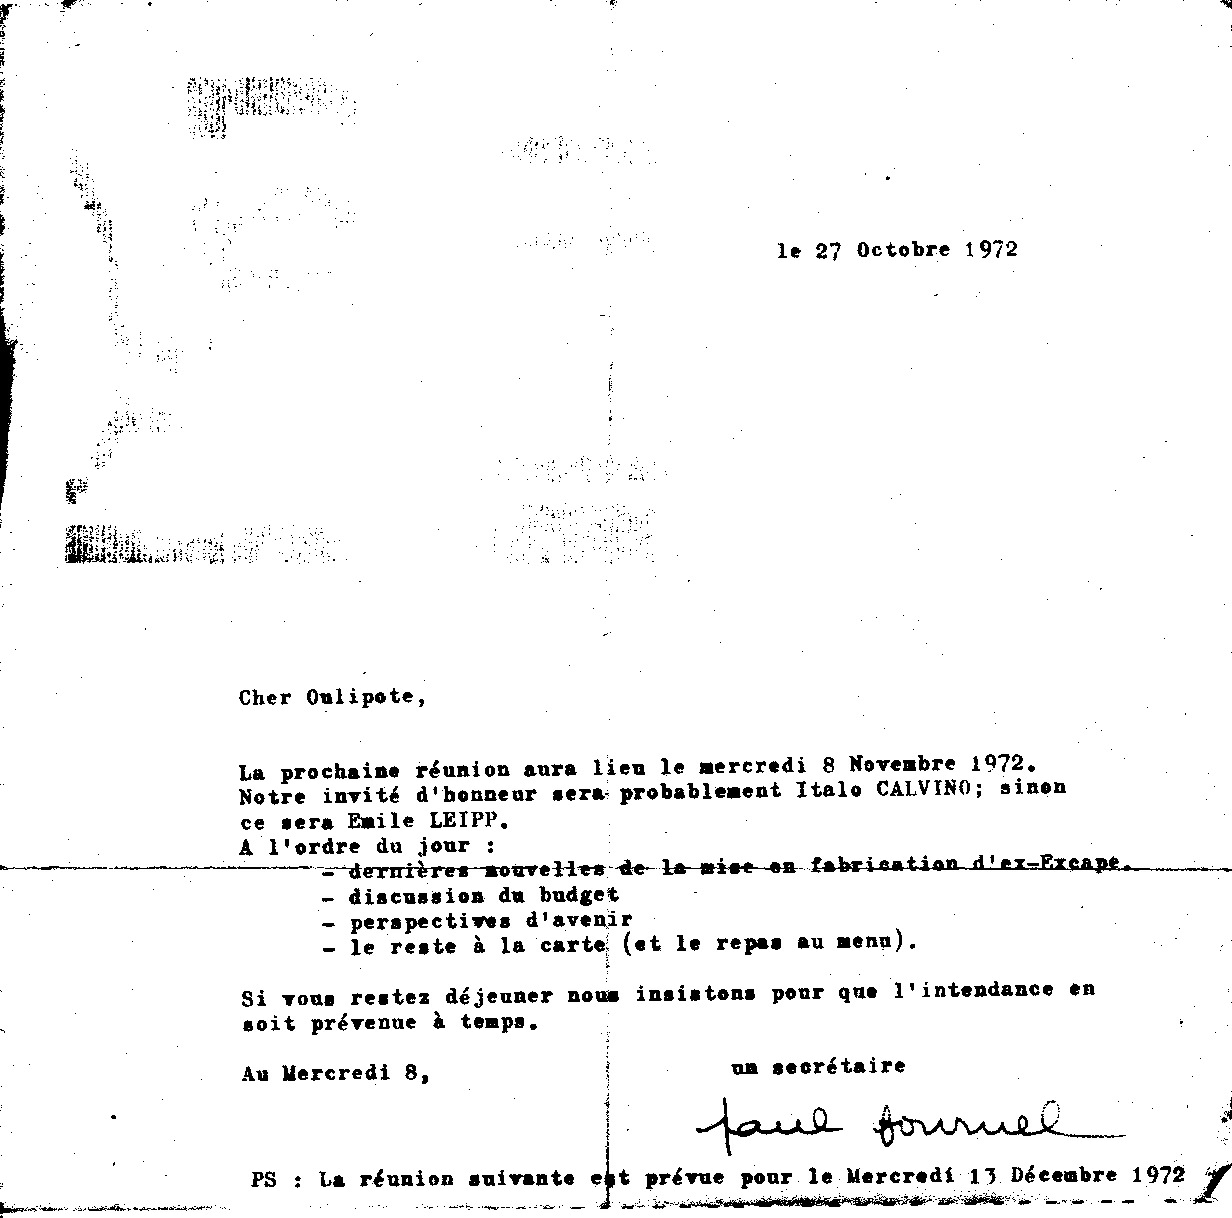 le 27 Octobre 1972
Cher Oulipote,
La prochaine réunion aura lieu le mercredi 8 Novembre 1972.
Notre invité d'honneur sera probablement Italo CALVINO; sinon
ce sera Emile LEIPP.
A l'ordre du jour :
- dernières nouvelles de la mise en fabrication d'ex-Excape.
- discussion du budget
- perspectives d'avenir
- le reste à la carte (et le repas au menu).
Si vous restez déjeuner nous insistons pour que l'intendance en
soit prévenue à temps.
Au Mercredi 8,
un secrétaire
Paul Fournel
PS : La réunion suivante est prévue pour le Mercredi 13 Décembre 1972